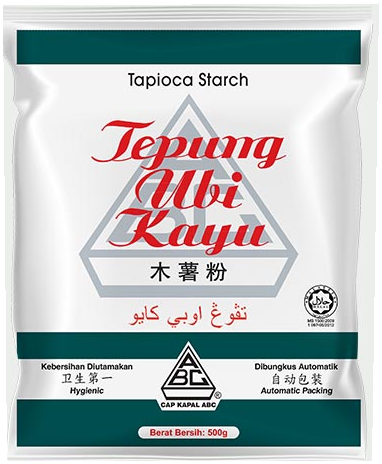 Tapioca Starch
Tepung
Ubi
Kayu
木薯粉
تڤوڠ اوبي كايو
حلال
Kebersihan Diutamakan
卫生第一
Hygienic
ABC
®
CAP KAPAL ABC
Dibungkus Automatik
自动包装
Automatic Packing
Berat Bersih: 500g